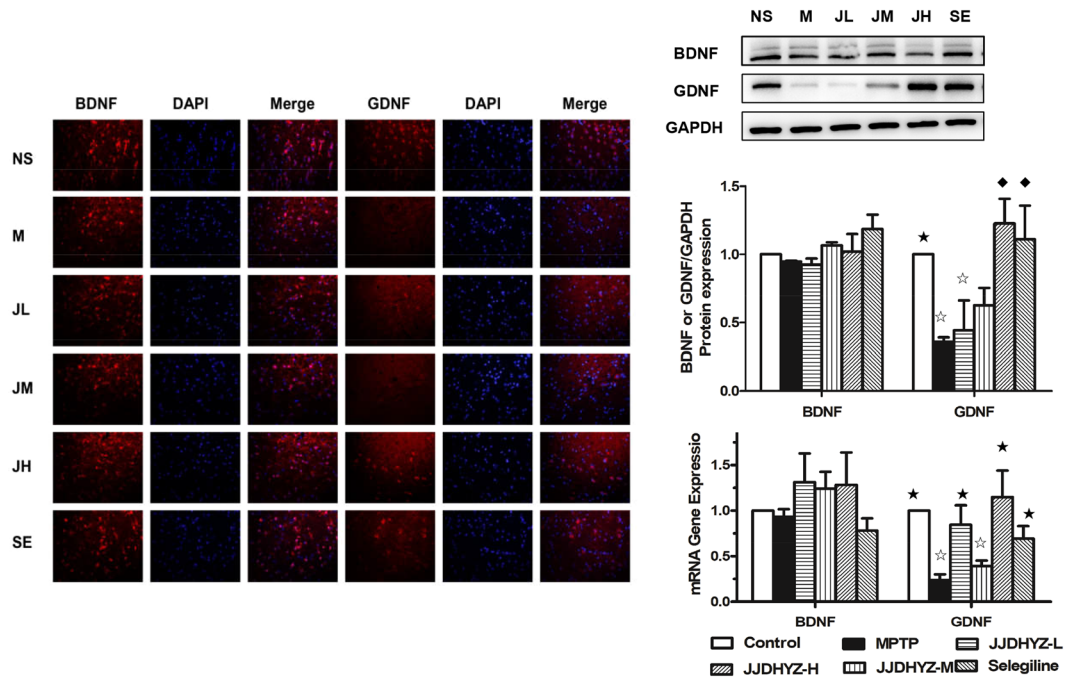 BDNF DAPI Merge GDNF DAPI Merge
NS
M
JL
JM
JH
SE
NS M JL JM JH SE
BDNF
GDNF
GAPDH
BDNF or GDNF/GAPDH
Protein expression
1.5
1.0
0.5
0.0
BDNF GDNF
mRNA Gene Expressio
1.5
1.0
0.5
0.0
BDNF GDNF
Control MPTP JJDHYZ-L
JJDHYZ-H JJDHYZ-M Selegiline